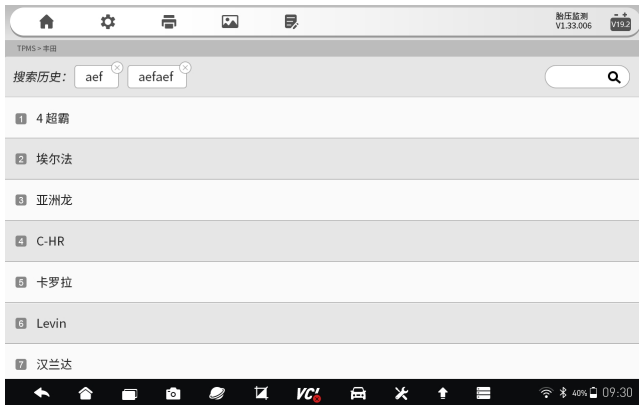 胎压监测
V1.33.006
V19.2
TPMS > 丰田
搜索历史：
aef
aefaef
1 4 超霸
2 埃尔法
3 亚洲龙
4 C-HR
5 卡罗拉
6 Levin
7 汉兰达
VCI
40%
09:30